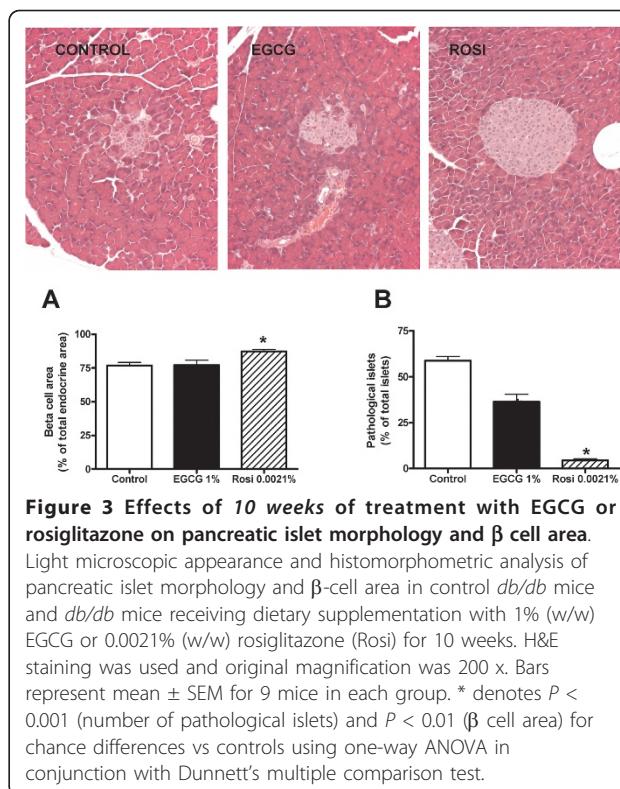 CONTROL EGCG ROSI
A B
Beta cell area
(% of total endocrine area)
100
75
50
25
0
*
Control EGCG 1% Rosi 0.0021%
Pathological islets
(% of total islets)
75
50
25
0
*
Control EGCG 1% Rosi 0.0021%
Figure 3 Effects of 10 weeks of treatment with EGCG or
rosiglitazone on pancreatic islet morphology and β cell area.
Light microscopic appearance and histomorphometric analysis of
pancreatic islet morphology and β-cell area in control db/db mice
and db/db mice receiving dietary supplementation with 1% (w/w)
EGCG or 0.0021% (w/w) rosiglitazone (Rosi) for 10 weeks. H&E
staining was used and original magnification was 200 x. Bars
represent mean ± SEM for 9 mice in each group. * denotes P <
0.001 (number of pathological islets) and P < 0.01 (β cell area) for
chance differences vs controls using one-way ANOVA in
conjunction with Dunnett's multiple comparison test.